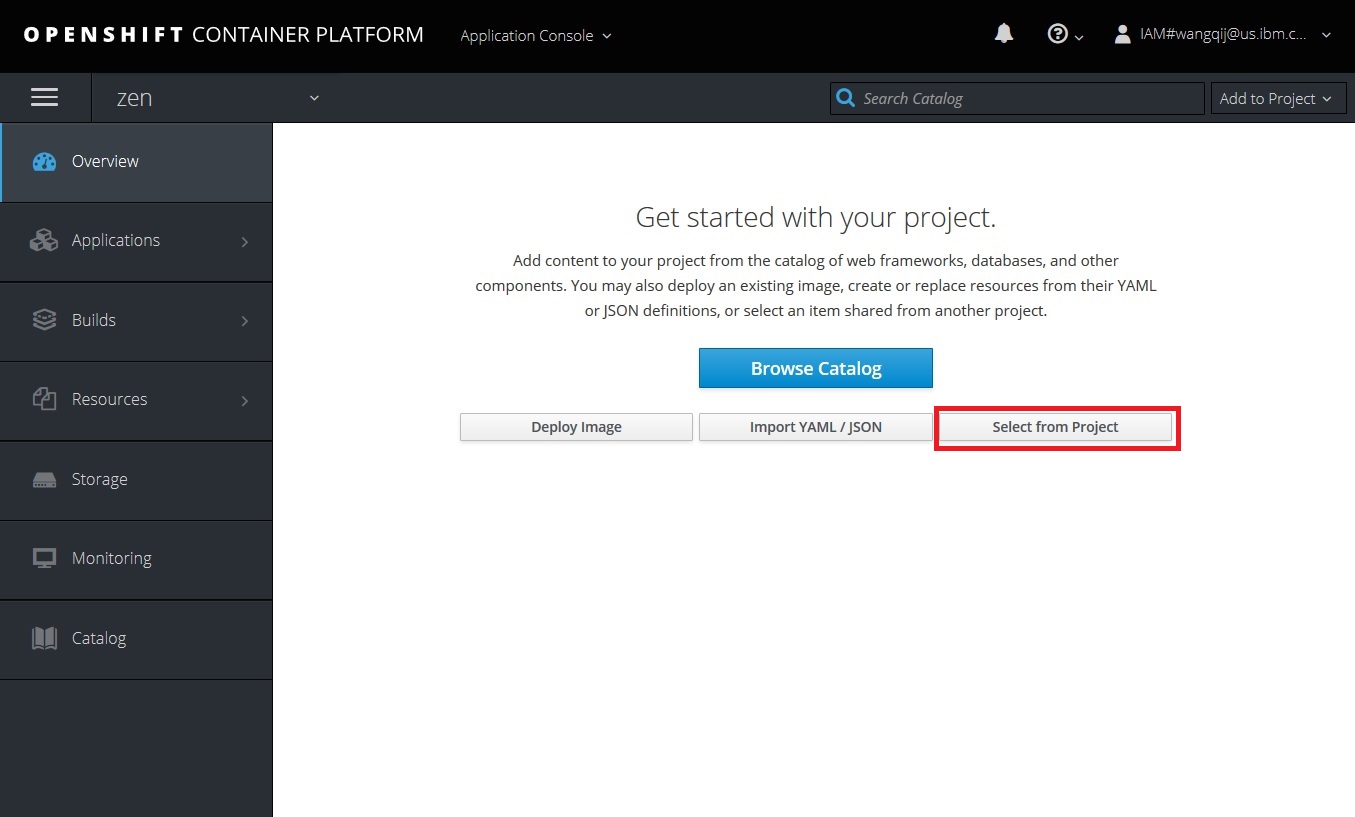 OPENSHIFT CONTAINER PLATFORM
Application Console
IAM#wangqij@us.ibm.c...
zen
Search Catalog
Add to Project
Overview
Applications
Builds
Resources
Storage
Monitoring
Catalog
Get started with your project.
Add content to your project from the catalog of web frameworks, databases, and other
components. You may also deploy an existing image, create or replace resources from their YAML
or JSON definitions, or select an item shared from another project.
Browse Catalog
Deploy Image
Import YAML / JSON
Select from Project